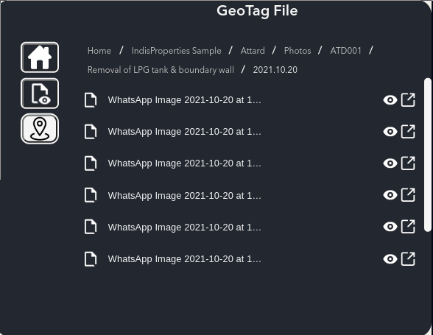 GeoTag File
Home / IndisProperties Sample / Attard / Photos / ATD001 /
Removal of LPG tank & boundary wall / 2021.10.20
WhatsApp Image 2021-10-20 at 1...
WhatsApp Image 2021-10-20 at 1...
WhatsApp Image 2021-10-20 at 1...
WhatsApp Image 2021-10-20 at 1...
WhatsApp Image 2021-10-20 at 1...
WhatsApp Image 2021-10-20 at 1...